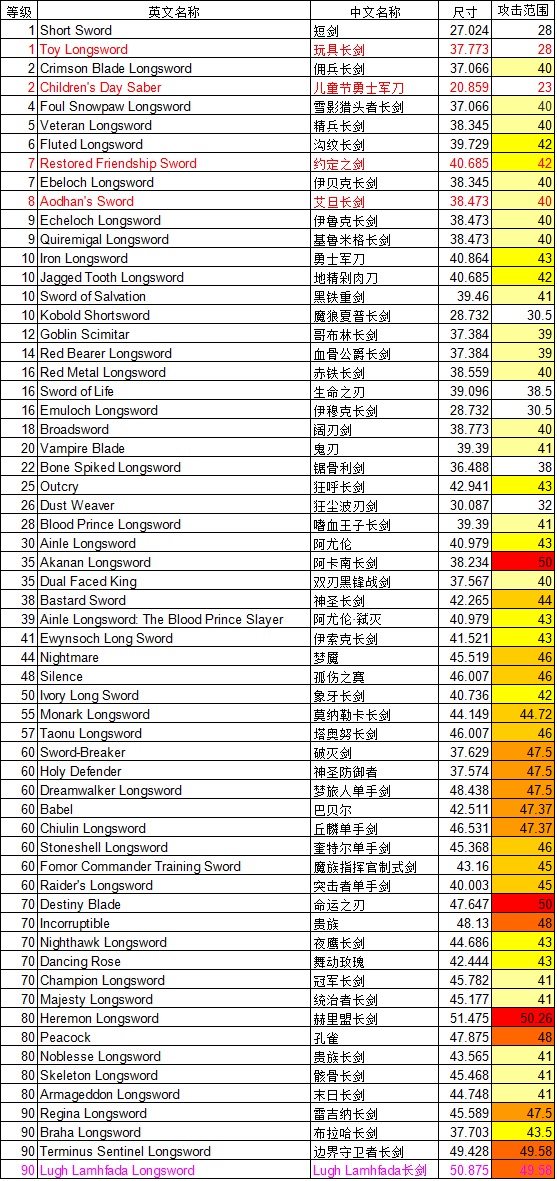 等级 英文名称 中文名称 尺寸 攻击范围
1 Short Sword 短剑 27.024 28
1 Toy Longsword 玩具长剑 37.773 28
2 Crimson Blade Longsword 佣兵长剑 37.066 40
2 Children's Day Saber 儿童节勇士军刀 20.859 23
4 Foul Snowpaw Longsword 雪影猎头者长剑 37.066 40
5 Veteran Longsword 精兵长剑 38.345 40
6 Fluted Longsword 沟纹长剑 39.729 42
7 Restored Friendship Sword 约定之剑 40.685 42
7 Ebeloch Longsword 伊贝克长剑 38.345 40
8 Aodhan's Sword 艾旦长剑 38.473 40
9 Echeloch Longsword 伊鲁克长剑 38.473 40
9 Quiremigal Longsword 基鲁米格长剑 38.473 40
10 Iron Longsword 勇士军刀 40.864 43
10 Jagged Tooth Longsword 地精剁肉刀 40.685 42
10 Sword of Salvation 黑铁重剑 39.46 41
10 Kobold Shortsword 魔狼夏普长剑 28.732 30.5
12 Goblin Scimitar 哥布林长剑 37.384 39
14 Red Bearer Longsword 血骨公爵长剑 37.384 39
16 Red Metal Longsword 赤铁长剑 38.559 40
16 Sword of Life 生命之刃 39.096 38.5
16 Emuloch Longsword 伊穆克长剑 28.732 30.5
18 Broadsword 阔刃剑 38.773 40
20 Vampire Blade 鬼刃 39.39 41
22 Bone Spiked Longsword 锯骨利剑 36.488 38
25 Outcry 狂呼长剑 42.941 43
26 Dust Weaver 狂尘波刃剑 30.087 32
28 Blood Prince Longsword 嗜血王子长剑 39.39 41
30 Ainle Longsword 阿尤伦 40.979 43
35 Akanan Longsword 阿卡南长剑 38.234 50
35 Dual Faced King 双刃黑锋战剑 37.567 40
38 Bastard Sword 神圣长剑 42.265 44
39 Ainle Longsword: The Blood Prince Slayer 阿尤伦·弑灭 40.979 43
41 Ewynsoch Long Sword 伊索克长剑 41.521 43
44 Nightmare 梦魇 45.519 46
48 Silence 孤伤之寞 46.007 46
50 Ivory Long Sword 象牙长剑 40.736 42
55 Monark Longsword 莫纳勒卡长剑 44.149 44.72
57 Taonu Longsword 塔奥努长剑 46.007 46
60 Sword-Breaker 破灭剑 37.629 47.5
60 Holy Defender 神圣防御者 37.574 47.5
60 Dreamwalker Longsword 梦旅人单手剑 48.438 47.5
60 Babel 巴贝尔 42.511 47.37
60 Chiulin Longsword 丘麟单手剑 46.531 47.37
60 Stoneshell Longsword 奎特尔单手剑 45.368 46
60 Fomor Commander Training Sword 魔族指挥官制式剑 43.16 45
60 Raider's Longsword 突击者单手剑 40.003 45
70 Destiny Blade 命运之刃 47.647 50
70 Incorruptible 贵族 48.13 48
70 Nighthawk Longsword 夜鹰长剑 44.686 43
70 Dancing Rose 舞动玫瑰 42.444 43
70 Champion Longsword 冠军长剑 45.782 41
70 Majesty Longsword 统治者长剑 45.177 41
80 Heremon Longsword 赫里盟长剑 51.475 50.26
80 Peacock 孔雀 47.875 48
80 Noblesse Longsword 贵族长剑 43.565 41
80 Skeleton Longsword 骸骨长剑 45.468 41
80 Armageddon Longsword 末日长剑 44.748 41
90 Regina Longsword 雷吉纳长剑 45.589 47.5
90 Braha Longsword 布拉哈长剑 37.703 43.5
90 Terminus Sentinel Longsword 边界守卫者长剑 49.428 49.58
90 Lugh Lamhfada Longsword Lugh Lamhfada长剑 50.875 49.58